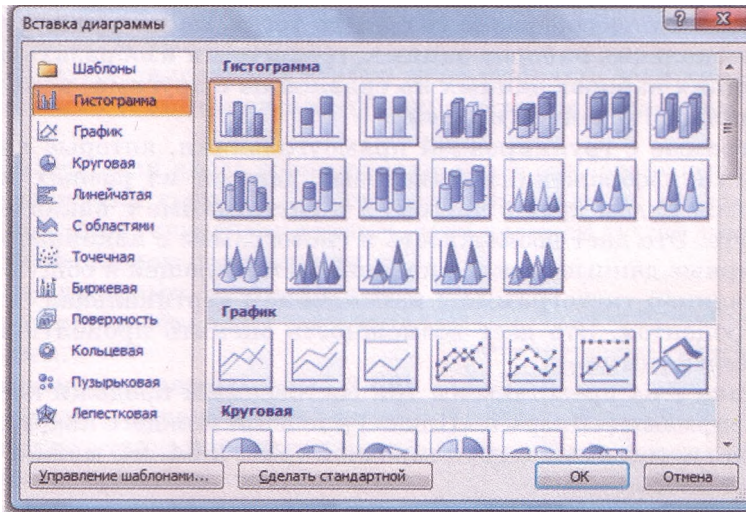 Вставка диаграммы
Шаблоны
Гистограмма
График
Круговая
Линейчатая
С областями
Точечная
Биржевая
Поверхность
Кольцевая
Пузырьковая
Лепестковая
Гистограмма
График
Круговая
Управление шаблонами...
Сделать стандартной
ОК
Отмена